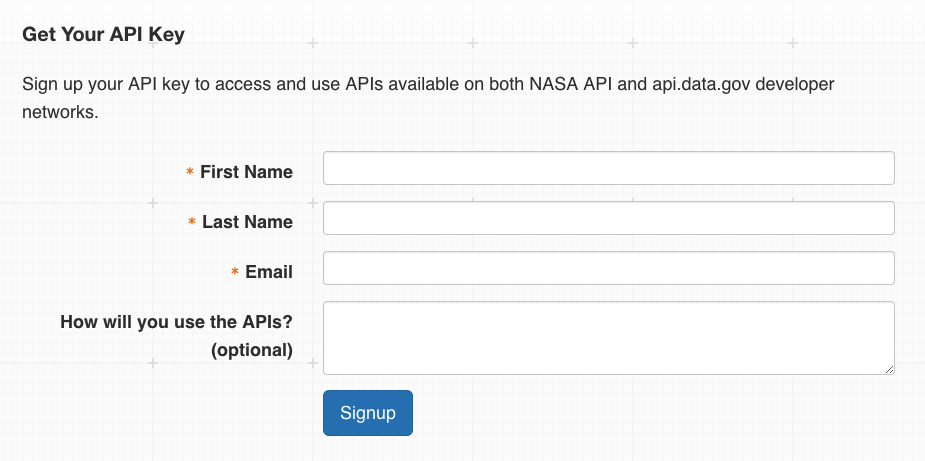 Get Your API Key
Sign up your API key to access and use APIs available on both NASA API and api.data.gov developer
networks.
* First Name
* Last Name
* Email
How will you use the APIs?
(optional)
Signup